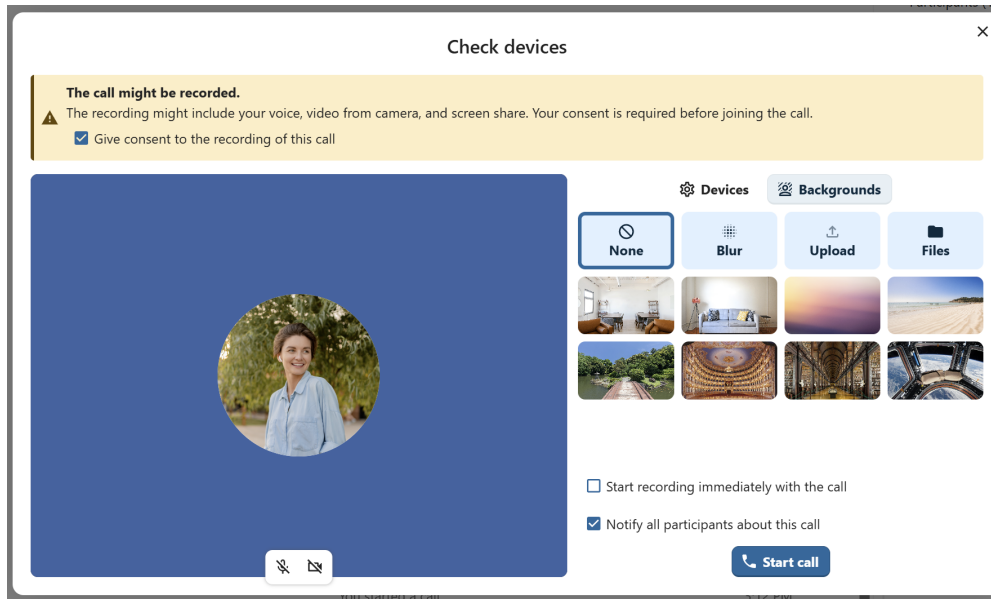 Check devices
The call might be recorded.
The recording might include your voice, video from camera, and screen share. Your consent is required before joining the call.
Give consent to the recording of this call
Devices
Backgrounds
None
Blur
Upload
Files
Start recording immediately with the call
Notify all participants about this call
Start call